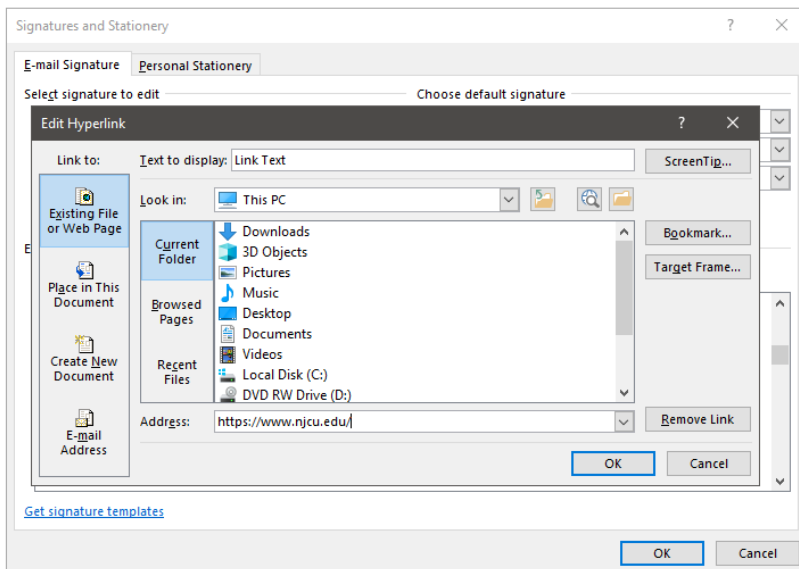 Signatures and Stationery
E-mail Signature Personal Stationery
Select signature to edit Choose default signature
Edit Hyperlink
Link to: Text to display: Link Text ScreenTip...
Existing File
or Web Page
Look in: This PC
Current
Folder
Downloads
3D Objects
Pictures
Music
Desktop
Documents
Videos
Local Disk (C:)
DVD RW Drive (D:)
Bookmark...
Target Frame...
Place in This
Document
Browsed
Pages
Create New
Document
Recent
Files
E-mail
Address
Address: https://www.njcu.edu/ Remove Link
OK Cancel
Get signature templates
OK Cancel